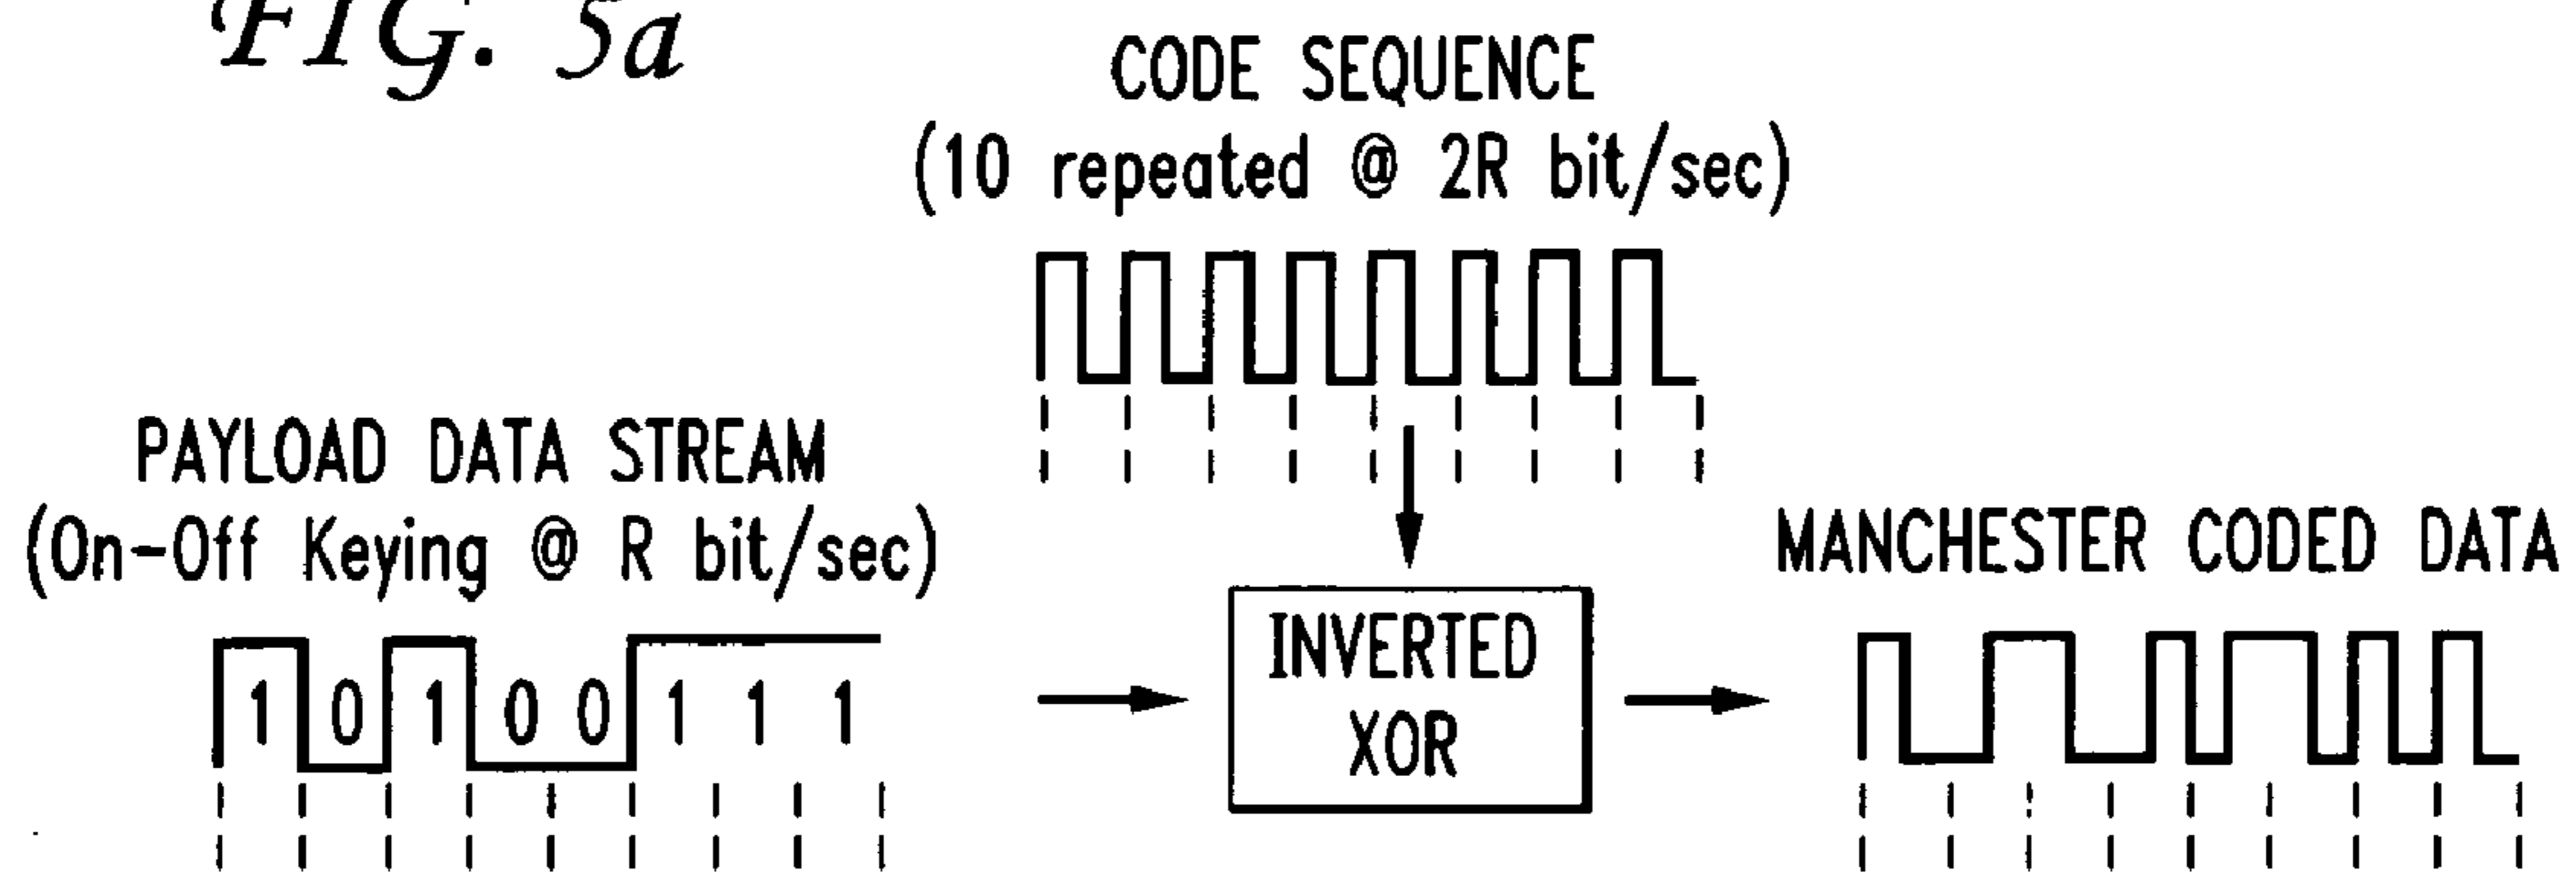 FIG. 5a
CODE SEQUENCE
(10 repeated @ 2R bit/sec)
PAYLOAD DATA STREAM
(On-Off Keying @ R bit/sec)
MANCHESTER CODED DATA
1 0 1 0 0 1 1 1
INVERTED
XOR